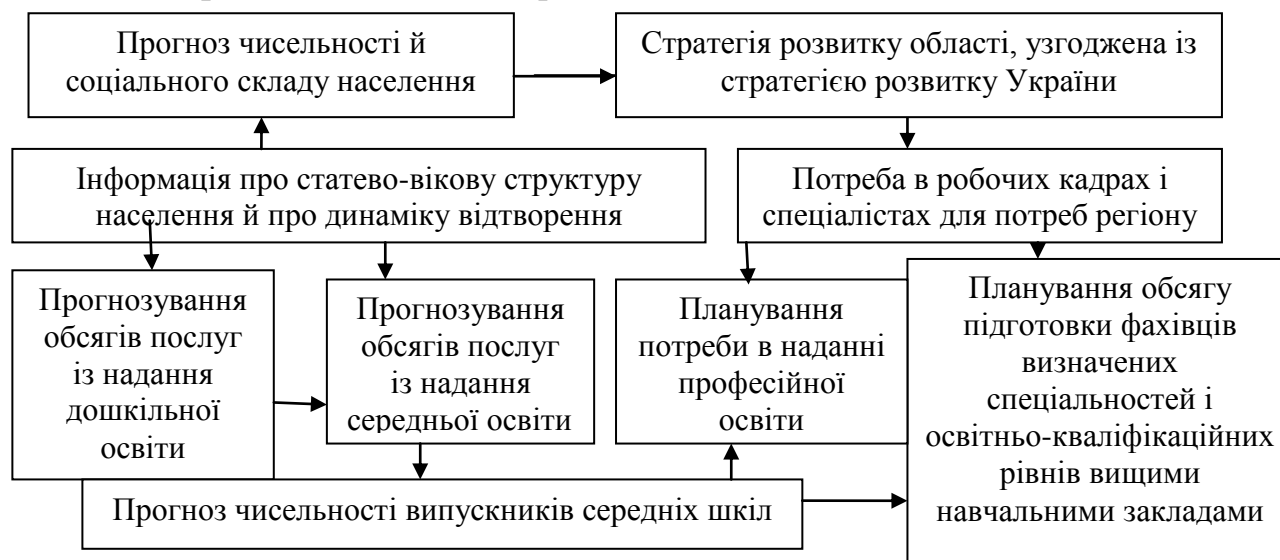 Прогноз чисельності й
соціального складу населення
Стратегія розвитку області, узгоджена із
стратегією розвитку України
Інформація про статево-вікову структуру
населення й про динаміку відтворення
Потреба в робочих кадрах і
спеціалістах для потреб регіону
Прогнозування
обсягів послуг
із надання
дошкільної
освіти
Прогнозування
обсягів послуг
із надання
середньої освіти
Планування
потреби в наданні
професійної
освіти
Планування обсягу
підготовки фахівців
визначених
спеціальностей і
освітньо-кваліфікаційних
рівнів вищими
навчальними закладами
Прогноз чисельності випускників середніх шкіл